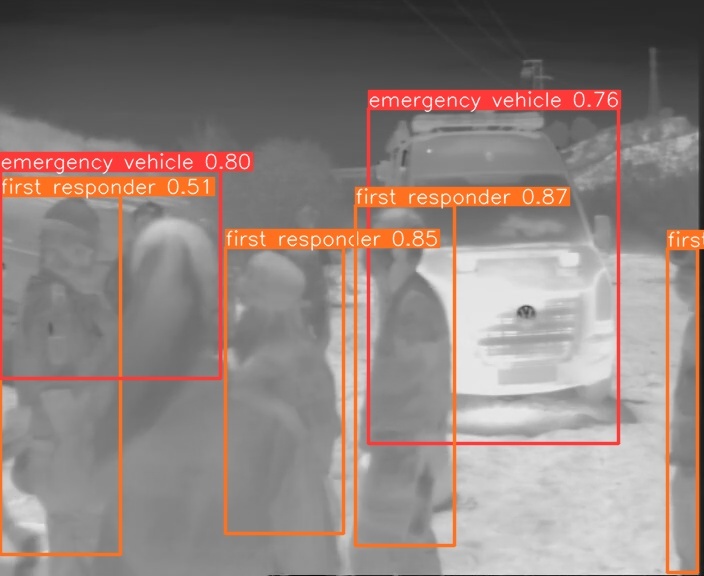 emergency vehicle 0.76
emergency vehicle 0.80
first responder 0.51
first responder 0.87
first responder 0.85
first